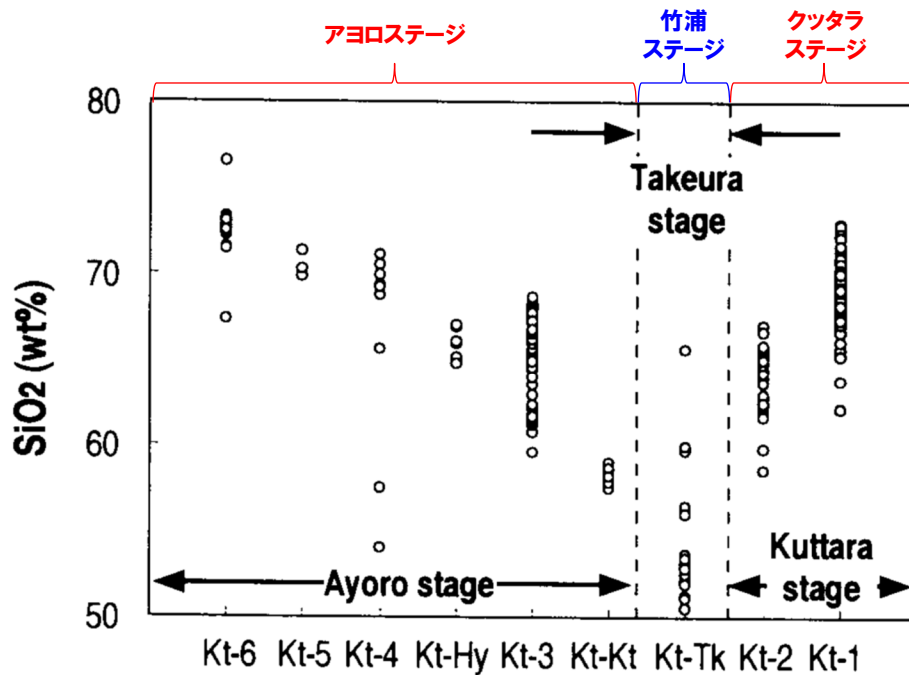 アヨロステージ
竹浦
ステージ
クッタラ
ステージ
80
70
60
50
SiO2 (wt%)
Takeura
stage
Ayoro stage
Kuttara
stage
Kt-6 Kt-5 Kt-4 Kt-Hy Kt-3 Kt-Kt Kt-Tk Kt-2 Kt-1